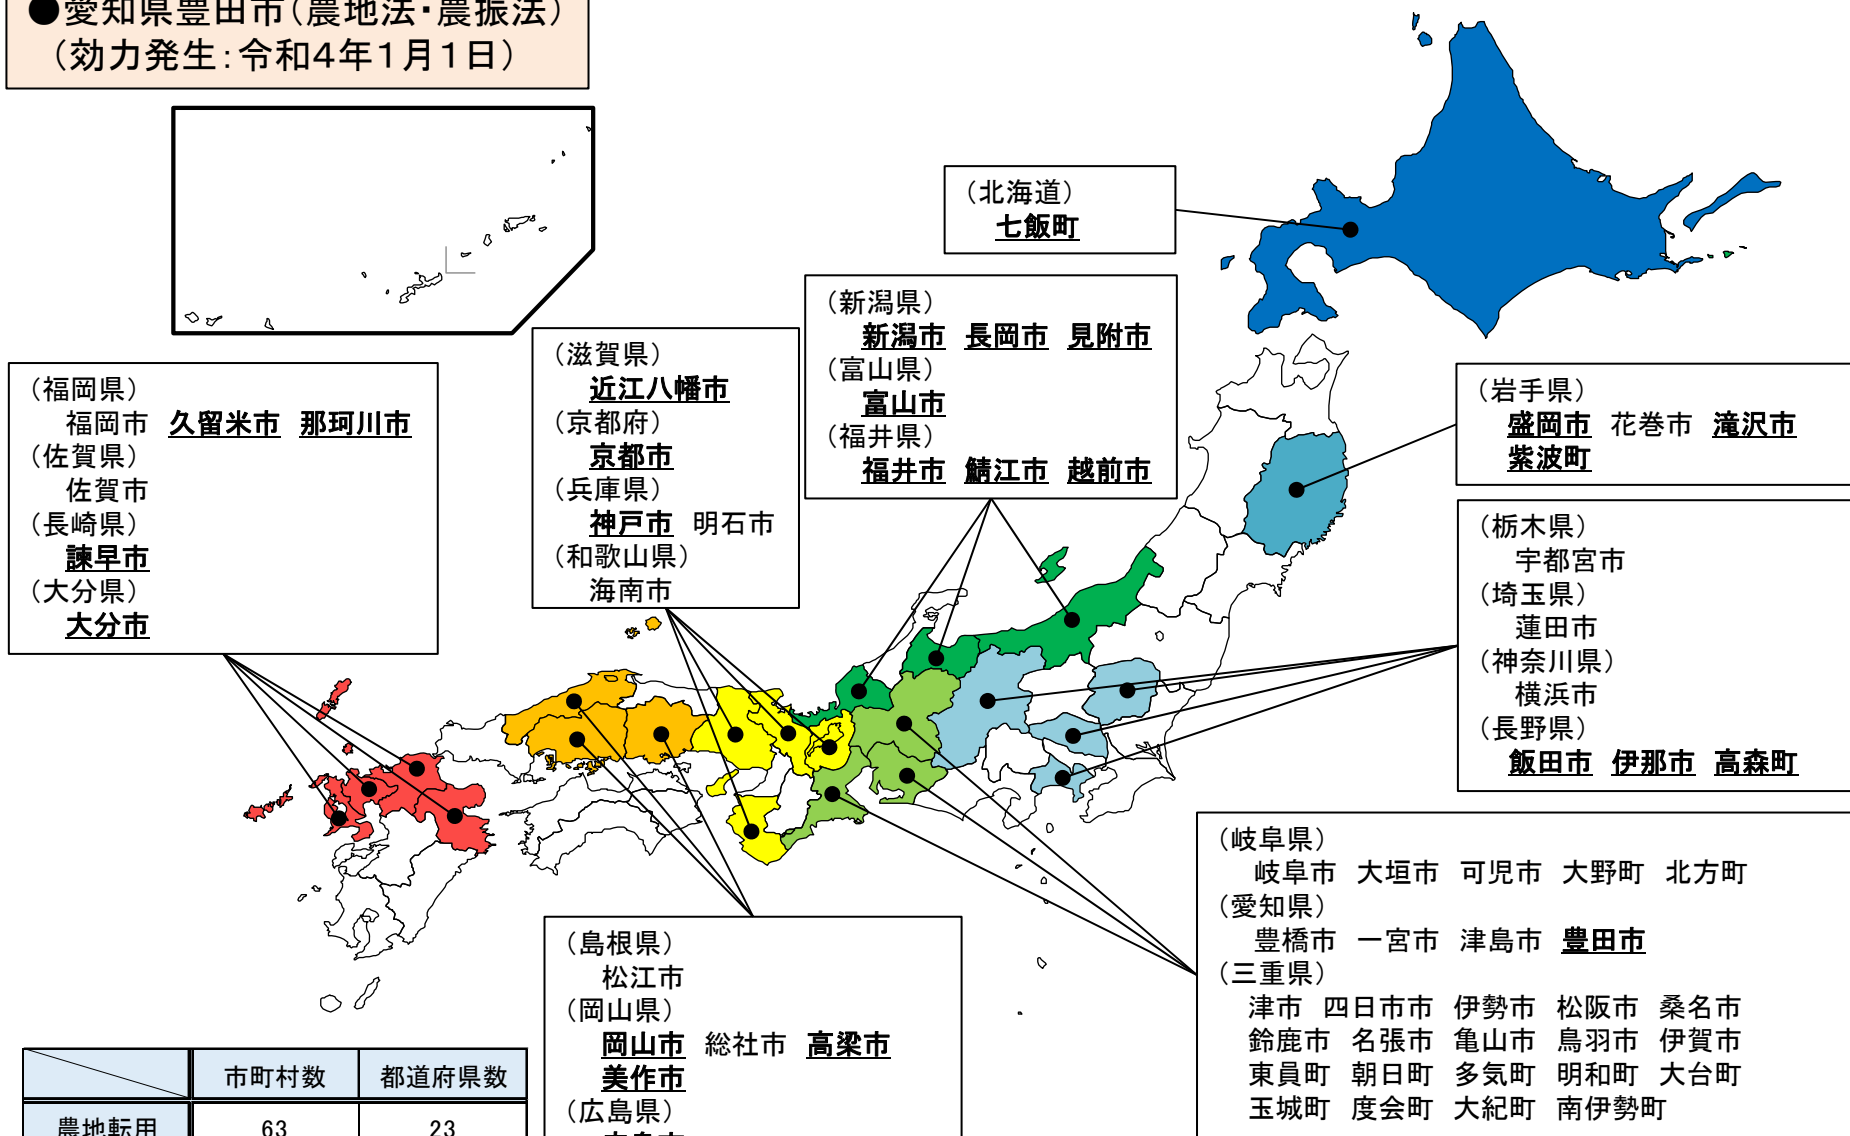 ●愛知県豊田市（農地法・農振法）
（効力発生：令和４年１月１日）
（北海道）
七飯町
（新潟県）
新潟市 長岡市 見附市
（富山県）
富山市
（福井県）
福井市 鯖江市 越前市
（滋賀県）
近江八幡市
（京都府）
京都市
（兵庫県）
神戸市 明石市
（和歌山県）
海南市
（福岡県）
福岡市 久留米市 那珂川市
（佐賀県）
佐賀市
（長崎県）
諫早市
（大分県）
大分市
（岩手県）
盛岡市 花巻市 滝沢市
紫波町
（栃木県）
宇都宮市
（埼玉県）
蓮田市
（神奈川県）
横浜市
（長野県）
飯田市 伊那市 高森町
（岐阜県）
岐阜市 大垣市 可児市 大野町 北方町
（愛知県）
豊橋市 一宮市 津島市 豊田市
（三重県）
津市 四日市市 伊勢市 松阪市 桑名市
鈴鹿市 名張市 亀山市 鳥羽市 伊賀市
東員町 朝日町 多気町 明和町 大台町
玉城町 度会町 大紀町 南伊勢町
（島根県）
松江市
（岡山県）
岡山市 総社市 高梁市
美作市
（広島県）
市町村数 都道府県数
農地転用 63 23